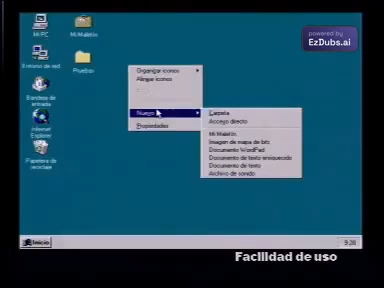 powered by
EzDubs.ai
Mi PC
Mi Maletín
Entorno de red
Pruebas
Bandeja de
entrada
Internet
Explorer
Papelera de
reciclaje
Organizar iconos
Alinear iconos
Nuevo
Propiedades
Carpeta
Acceso directo
Mi Maletín
Imagen de mapa de bits
Documento WordPad
Documento de texto enriquecido
Documento de texto
Archivo de sonido
Inicio
9:26
Facilidad de uso